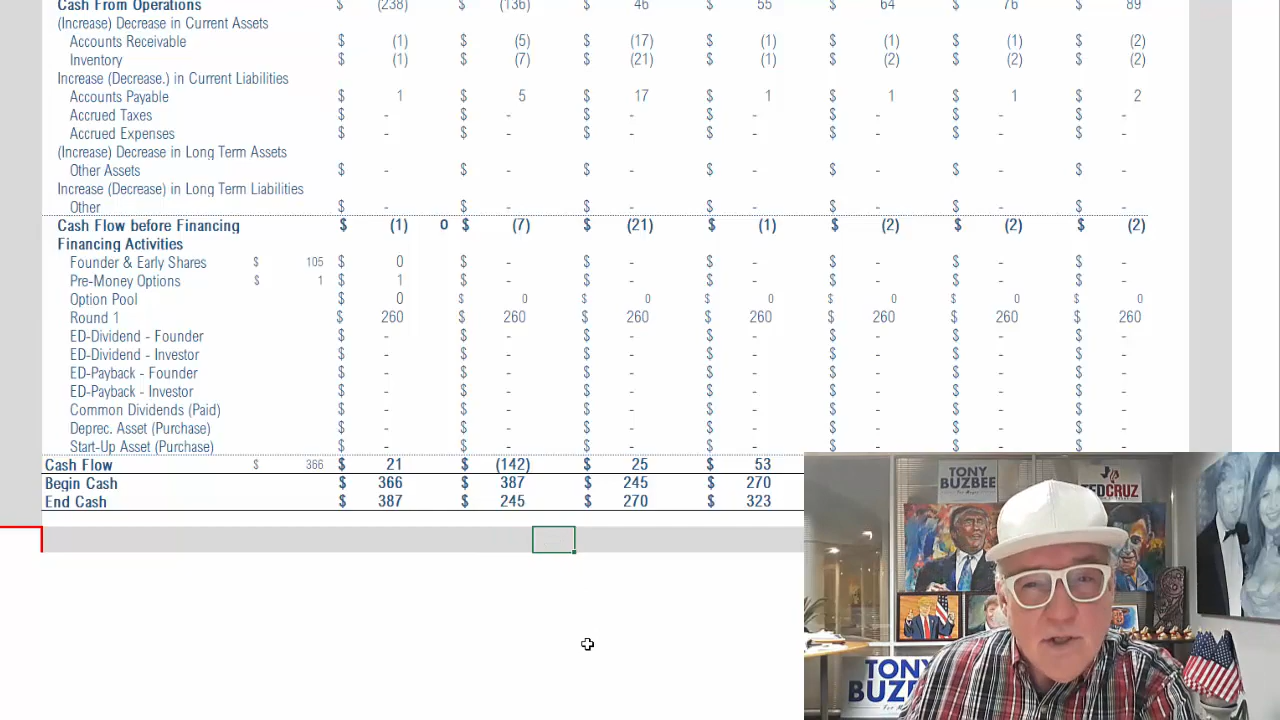 Cash From Operations $ (238) $ (136) $ 46 $ 55 $ 64 $ 76 $ 89
(Increase) Decrease in Current Assets
Accounts Receivable $ (1) $ (5) $ (17) $ (1) $ (1) $ (1) $ (2)
Inventory $ (1) $ (7) $ (21) $ (1) $ (2) $ (2) $ (2)
Increase (Decrease.) in Current Liabilities
Accounts Payable $ 1 $ 5 $ 17 $ 1 $ 1 $ 1 $ 2
Accrued Taxes $ - $ - $ - $ - $ - $ - $ -
Accrued Expenses $ - $ - $ - $ - $ - $ - $ -
(Increase) Decrease in Long Term Assets
Other Assets $ - $ - $ - $ - $ - $ - $ -
Increase (Decrease) in Long Term Liabilities
Other $ - $ - $ - $ - $ - $ - $ -
Cash Flow before Financing $ (1) 0 $ (7) $ (21) $ (1) $ (2) $ (2) $ (2)
Financing Activities
Founder & Early Shares $ 105 $ 0 $ - $ - $ - $ - $ - $ -
Pre-Money Options $ 1 $ 1 $ - $ - $ - $ - $ - $ -
Option Pool $ 0 $ 0 $ 0 $ 0 $ 0 $ 0 $ 0
Round 1 $ 260 $ 260 $ 260 $ 260 $ 260 $ 260 $ 260
ED-Dividend - Founder $ - $ - $ - $ - $ - $ - $ -
ED-Dividend - Investor $ - $ - $ - $ - $ - $ - $ -
ED-Payback - Founder $ - $ - $ - $ - $ - $ - $ -
ED-Payback - Investor $ - $ - $ - $ - $ - $ - $ -
Common Dividends (Paid) $ - $ - $ - $ - $ - $ - $ -
Deprec. Asset (Purchase) $ - $ - $ - $ - $ - $ - $ -
Start-Up Asset (Purchase) $ - $ - $ - $ - $ - $ - $ -
Cash Flow $ 366 $ 21 $ (142) $ 25 $ 53
Begin Cash $ 366 $ 387 $ 245 $ 270
End Cash $ 387 $ 245 $ 270 $ 323
TONY
BUZBEE
For Mayor
TED CRUZ
TONY
BUZB